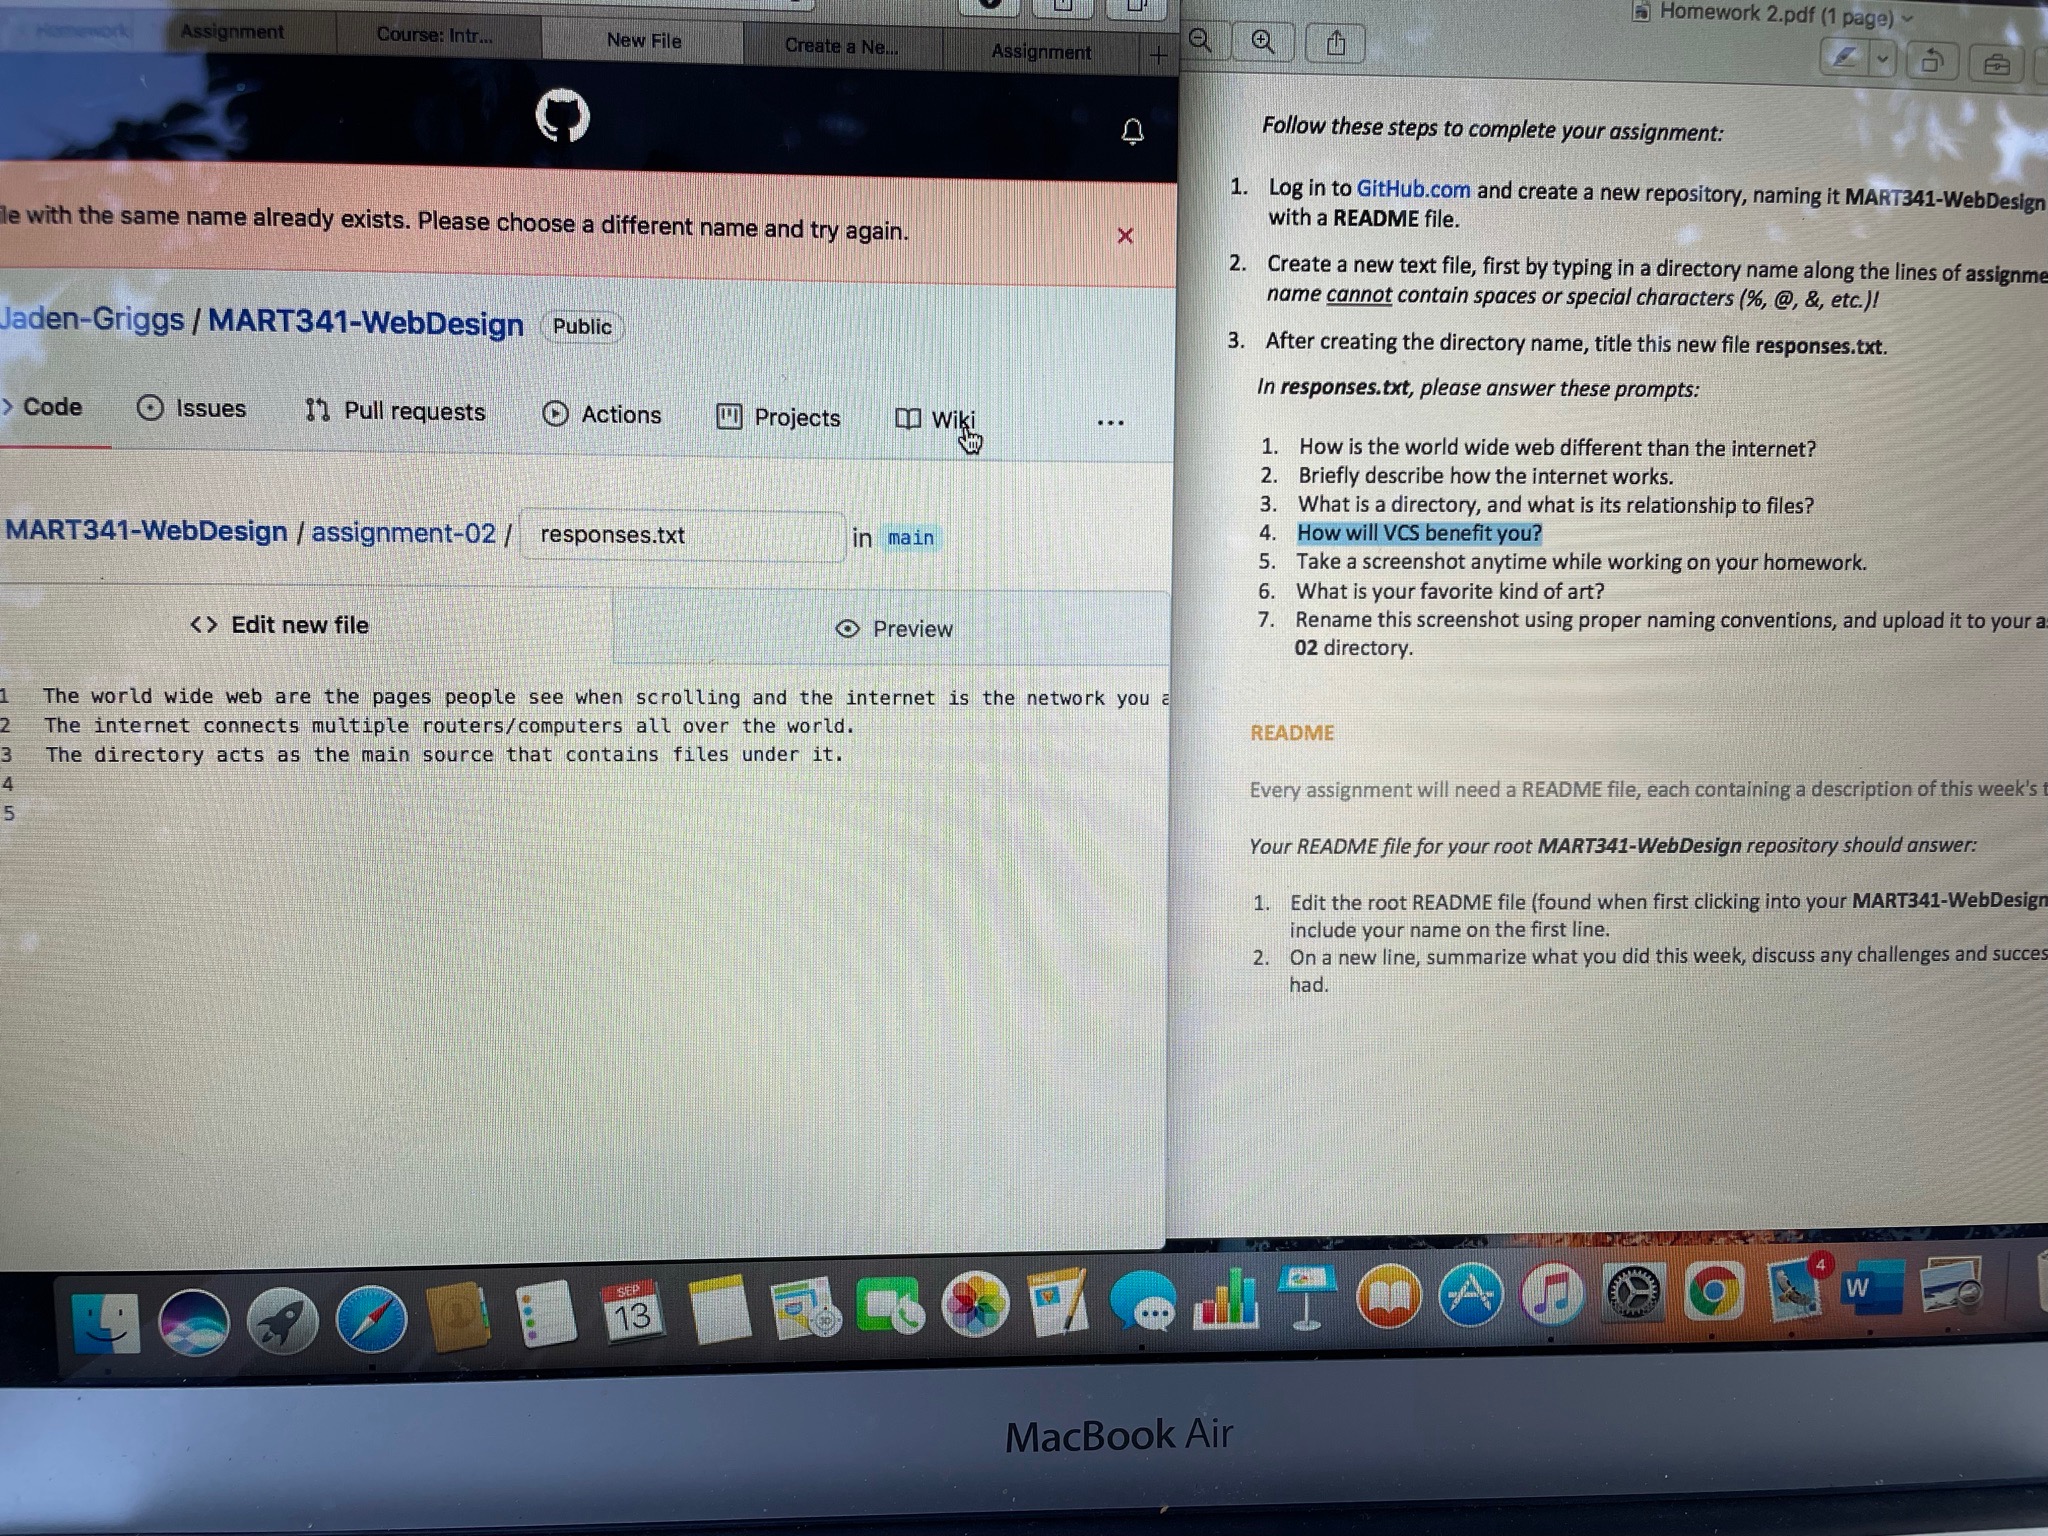 Assignment
Course: Intr...
New File
Create a Ne...
Assignment
le with the same name already exists. Please choose a different name and try again.
Jaden-Griggs / MART341-WebDesign Public
Code Issues Pull requests Actions Projects Wiki ...
MART341-WebDesign / assignment-02 / responses.txt in main
<> Edit new file
Preview
1 The world wide web are the pages people see when scrolling and the internet is the network you a
2 The internet connects multiple routers/computers all over the world.
3 The directory acts as the main source that contains files under it.
4
5
Homework 2.pdf (1 page)
Follow these steps to complete your assignment:
1. Log in to GitHub.com and create a new repository, naming it MART341-WebDesign
with a README file.
2. Create a new text file, first by typing in a directory name along the lines of assignme
name cannot contain spaces or special characters (%, @, &, etc.)!
3. After creating the directory name, title this new file responses.txt.
In responses.txt, please answer these prompts:
1. How is the world wide web different than the internet?
2. Briefly describe how the internet works.
3. What is a directory, and what is its relationship to files?
4. How will VCS benefit you?
5. Take a screenshot anytime while working on your homework.
6. What is your favorite kind of art?
7. Rename this screenshot using proper naming conventions, and upload it to your a
02 directory.
README
Every assignment will need a README file, each containing a description of this week's t
Your README file for your root MART341-WebDesign repository should answer:
1. Edit the root README file (found when first clicking into your MART341-WebDesign
include your name on the first line.
2. On a new line, summarize what you did this week, discuss any challenges and succes
had.
SEP
13
3D
4
W
MacBook Air